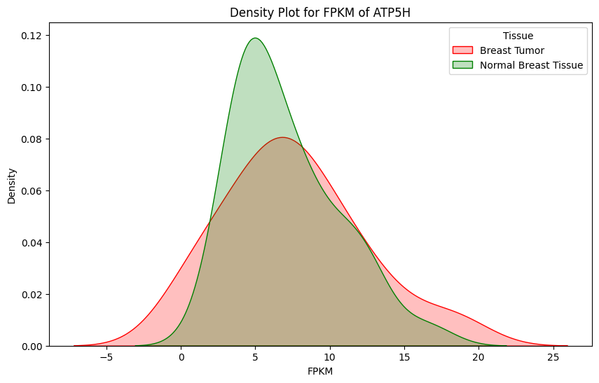 Density Plot for FPKM of ATP5H
Tissue
Breast Tumor
Normal Breast Tissue
0.12
0.10
0.08
0.06
0.04
0.02
0.00
Density
−5
0
5
10
15
20
25
FPKM